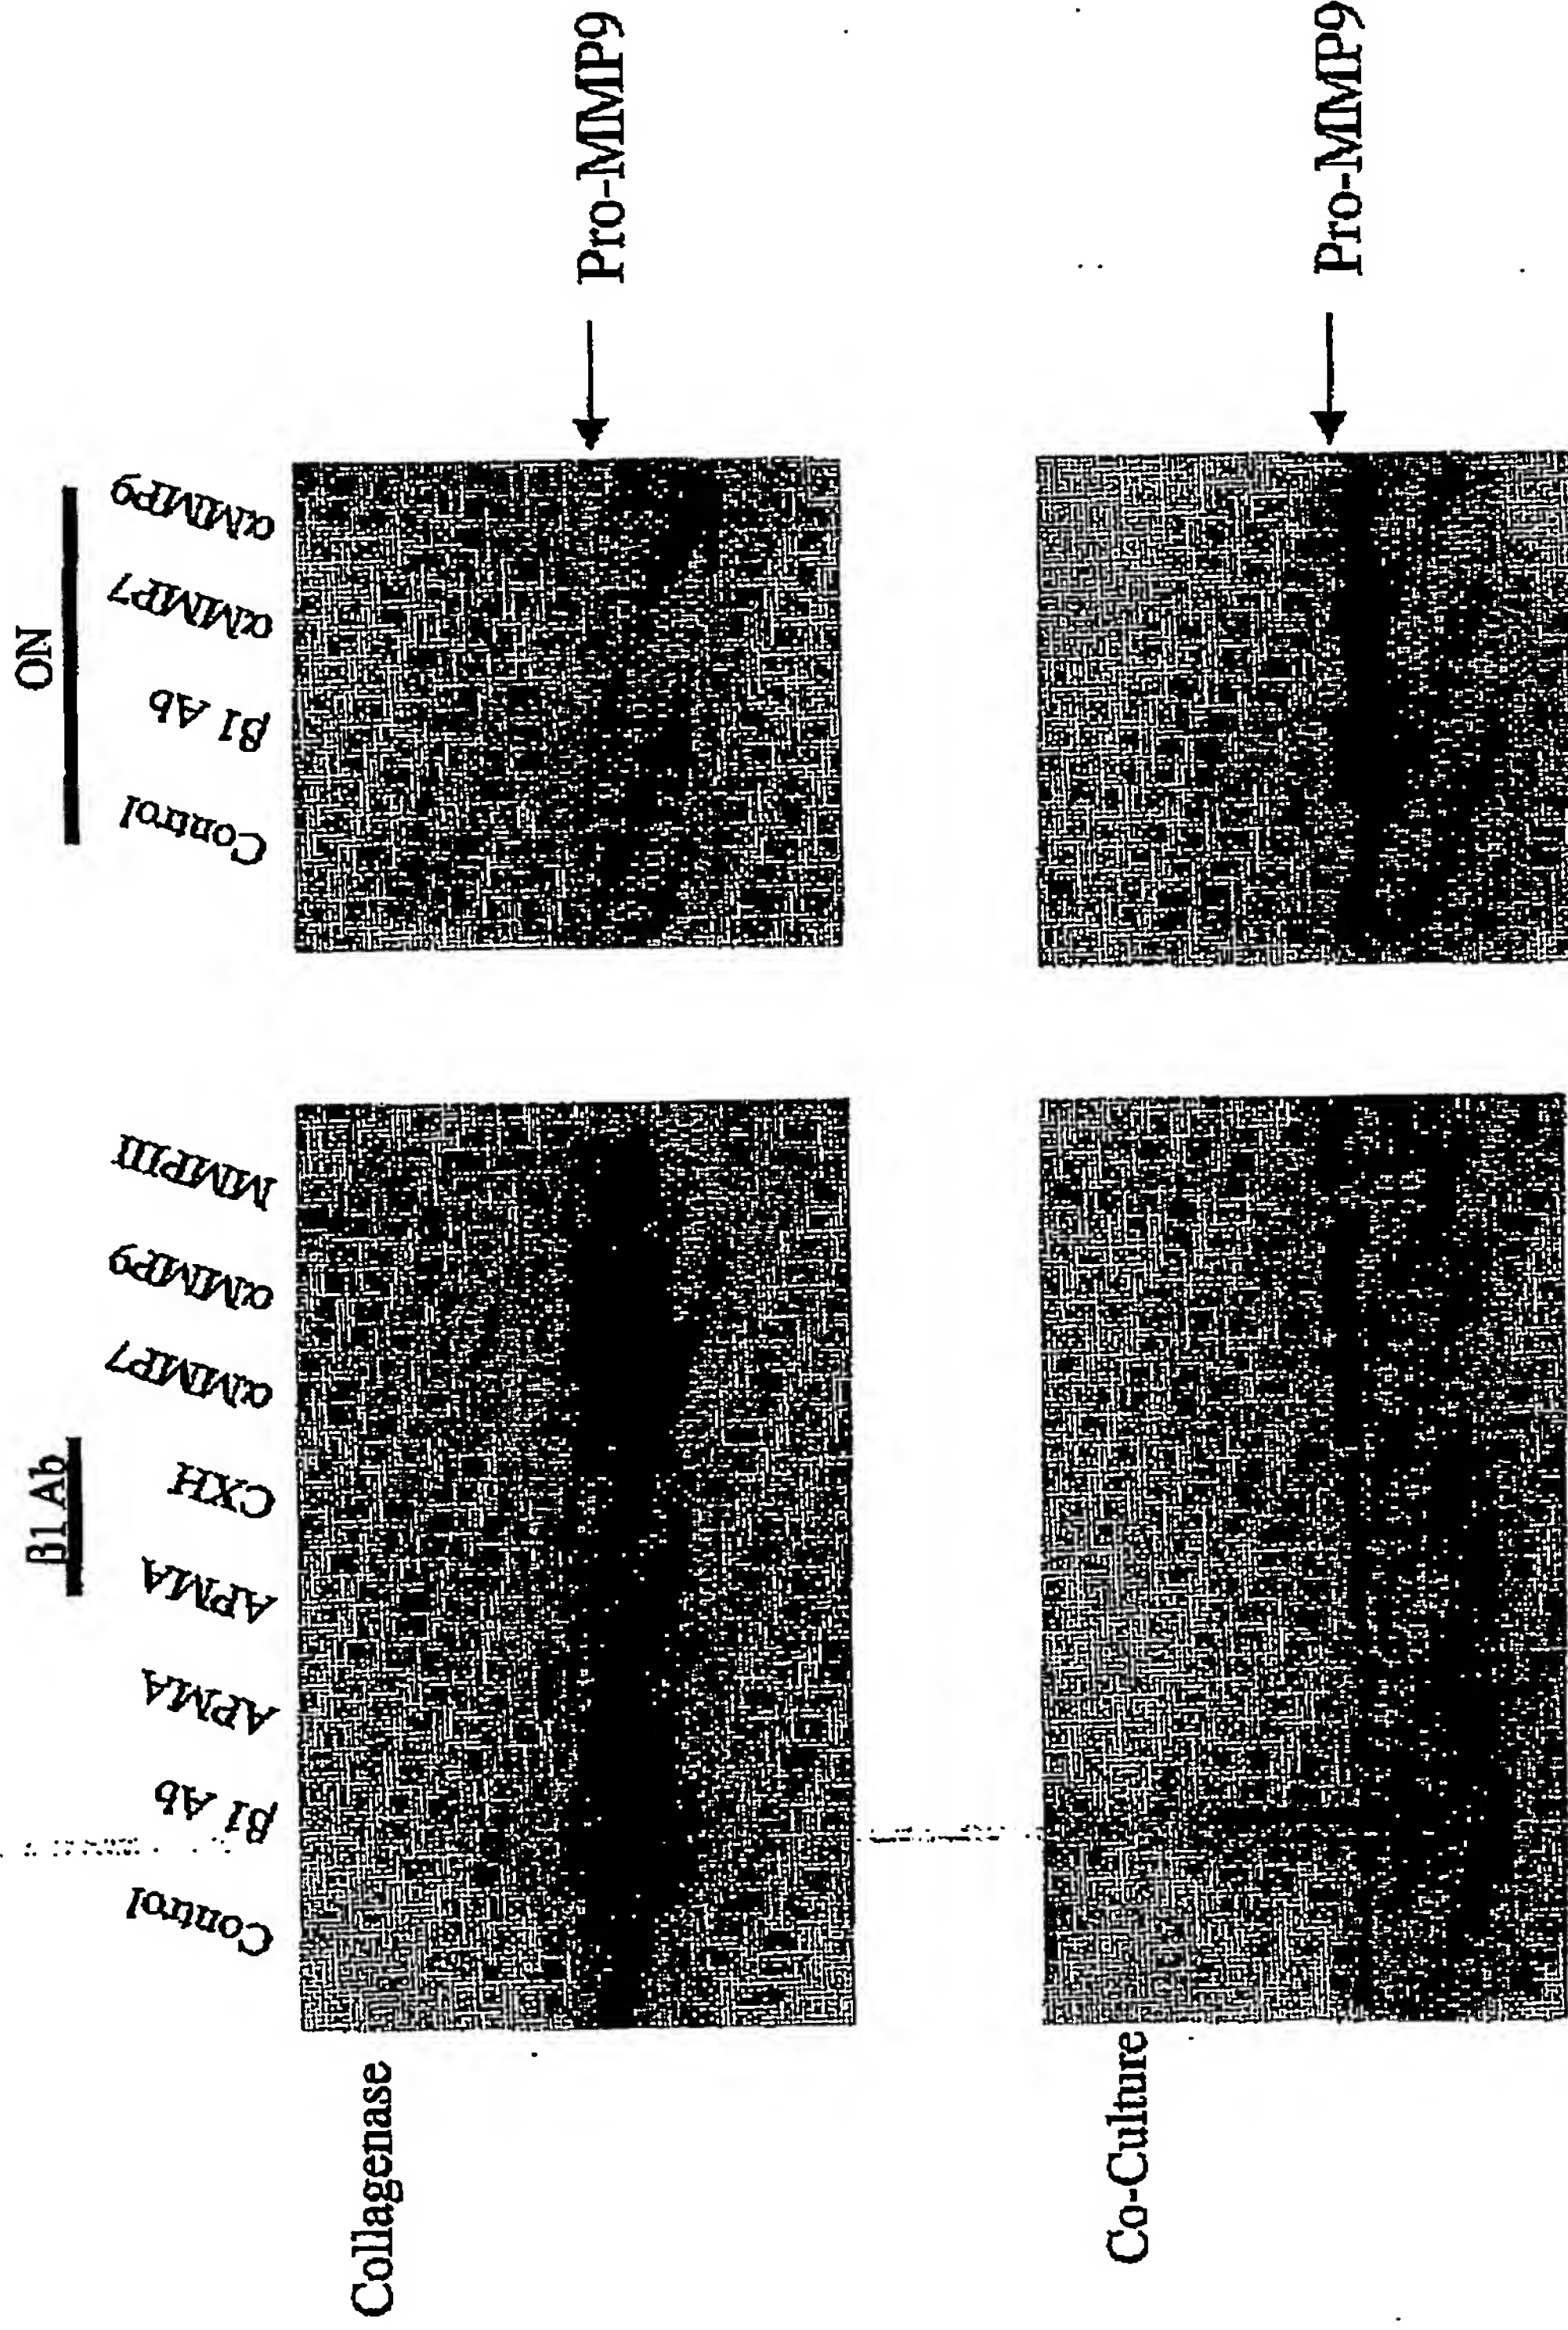 β1 Ab
ON
Control
β1 Ab
APMA
APMA
CXH
αMMP7
αMMP9
MMPIII
Control
β1 Ab
αMMP7
αMMP9
Collagenase
Pro-MMP9
Co-Culture
Pro-MMP9